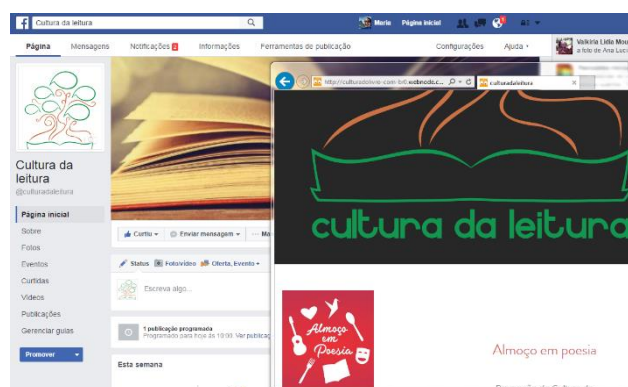 Cultura da leitura
Maria Página inicial
Página Mensagens Notificações Informações Ferramentas de publicação Configurações Ajuda
Valkiria Lidia Mou
a foto de Ana Luc
culturadaleitura
Cultura da
leitura
@culturadaleitura
Página inicial
Sobre
Fotos
Eventos
Curtidas
Vídeos
Publicações
Gerenciar guias
Promover
Curtiu Enviar mensagem
Status Foto/vídeo Oferta, Evento
Escreva algo...
1 publicação programada
Programado para hoje às 19:00. Ver publicaç
Esta semana
cultura da leitura
Almoço
em
Poesia
Almoço em poesia